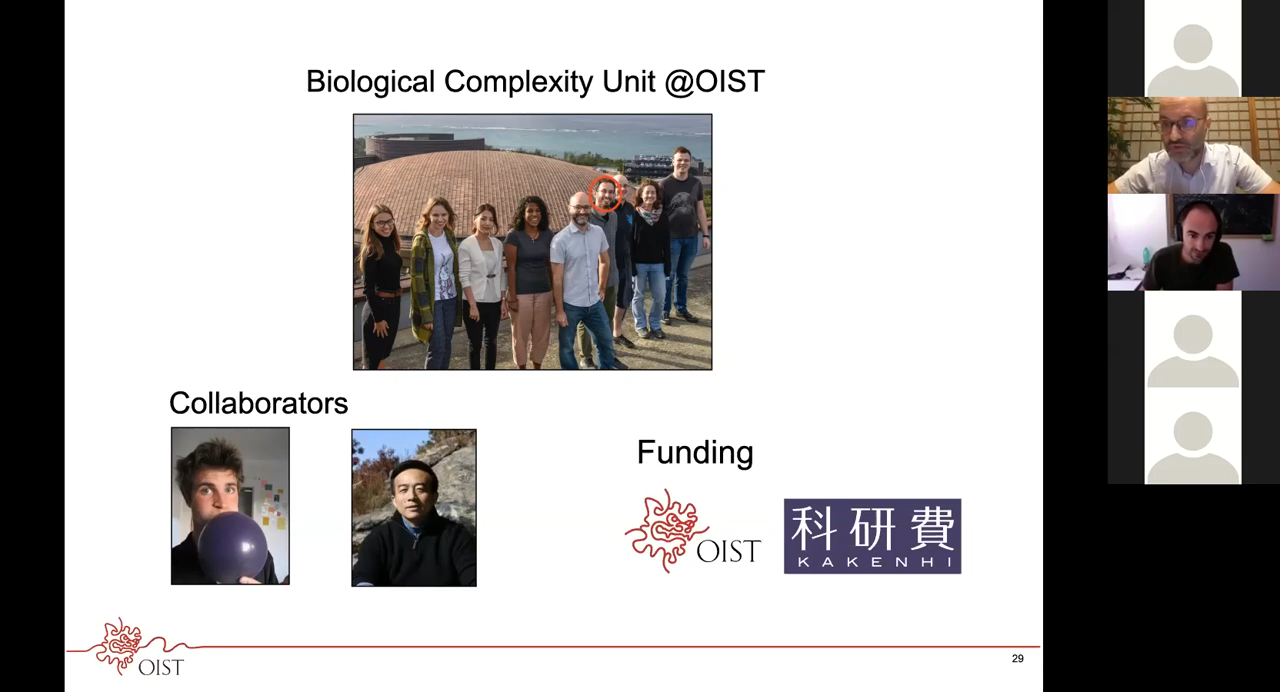 Biological Complexity Unit @OIST
Collaborators
Funding
OIST
科研費
KAKENHI
OIST
29